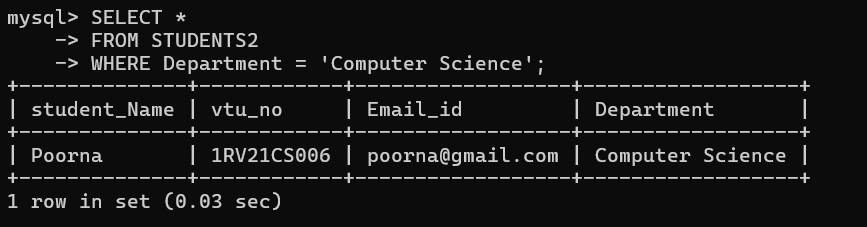 mysql> SELECT *
    -> FROM STUDENTS2
    -> WHERE Department = 'Computer Science';
+--------------+-----------+------------------+------------------+
| student_Name | vtu_no     | Email_id         | Department       |
+--------------+-----------+------------------+------------------+
| Poorna       | 1RV21CS006 | poorna@gmail.com | Computer Science |
+--------------+-----------+------------------+------------------+
1 row in set (0.03 sec)